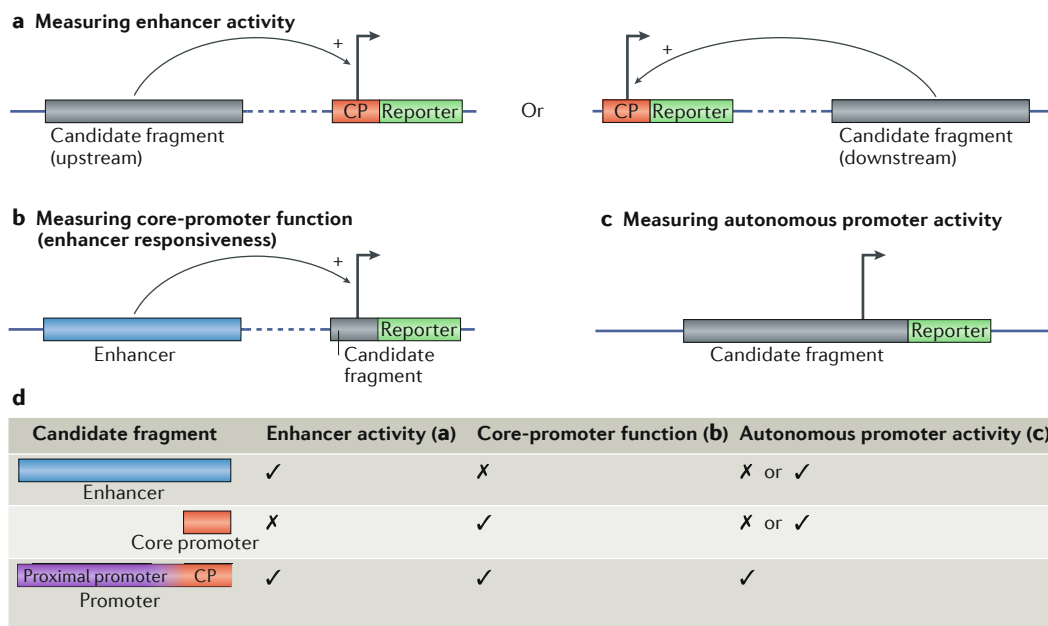 a Measuring enhancer activity
+
CP Reporter
Candidate fragment
(upstream)
Or
+
CP Reporter
Candidate fragment
(downstream)
b Measuring core-promoter function
(enhancer responsiveness)
+
Reporter
Enhancer
Candidate
fragment
c Measuring autonomous promoter activity
Reporter
Candidate fragment
d
Candidate fragment Enhancer activity (a) Core-promoter function (b) Autonomous promoter activity (c)
✓ ✗ ✗ or ✓
Enhancer
✗ ✓ ✗ or ✓
Core promoter
Proximal promoter CP ✓ ✓ ✓
Promoter